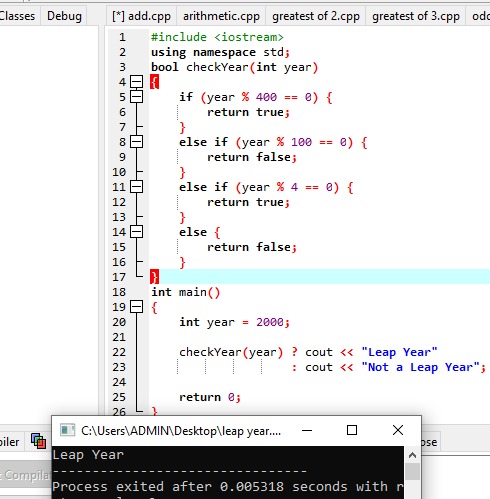 Classes Debug
[*] add.cpp arithmetic.cpp greatest of 2.cpp greatest of 3.cpp
1 #include <iostream>
2 using namespace std;
3 bool checkYear(int year)
4 {
5 if (year % 400 == 0) {
6 return true;
7 }
8 else if (year % 100 == 0) {
9 return false;
10 }
11 else if (year % 4 == 0) {
12 return true;
13 }
14 else {
15 return false;
16 }
17 }
18 int main()
19 {
20 int year = 2000;
21
22 checkYear(year) ? cout << "Leap Year"
23 : cout << "Not a Leap Year";
24
25 return 0;
26 }
C:\Users\ADMIN\Desktop\leap year....
Leap Year
--------------------------------
Process exited after 0.005318 seconds with r